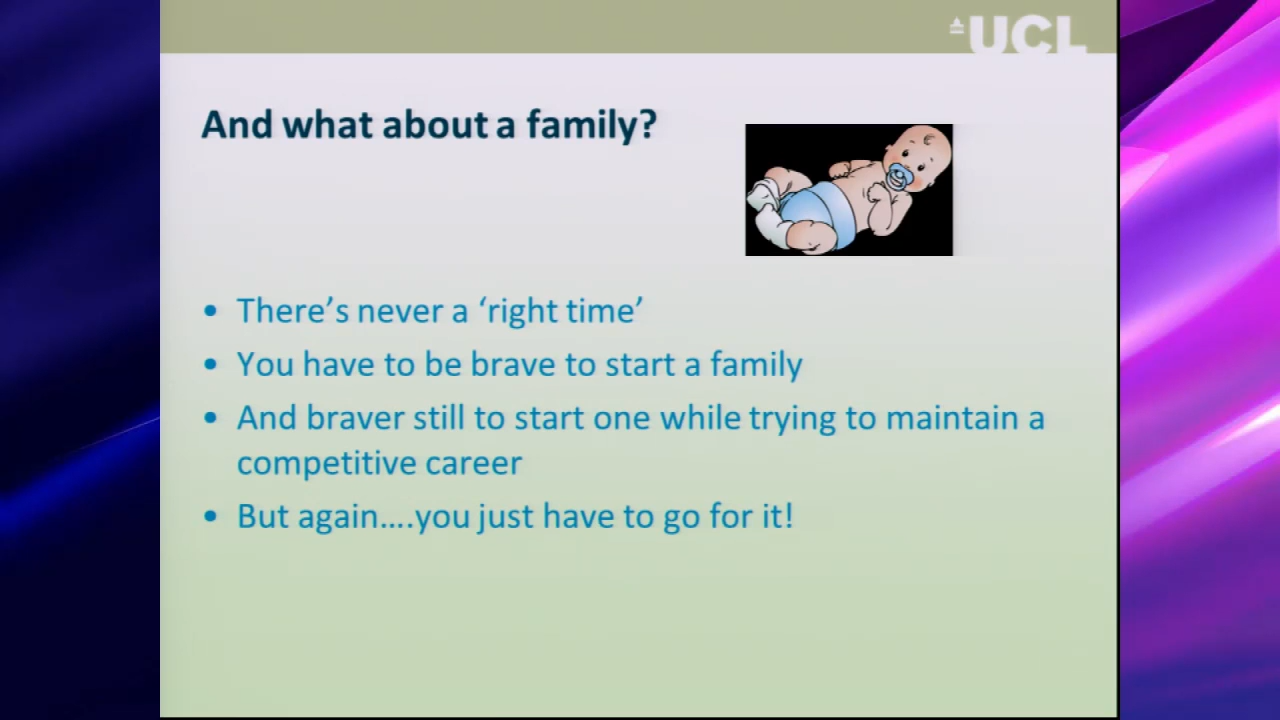 UCL
And what about a family?
• There's never a ‘right time’
• You have to be brave to start a family
• And braver still to start one while trying to maintain a
competitive career
• But again....you just have to go for it!